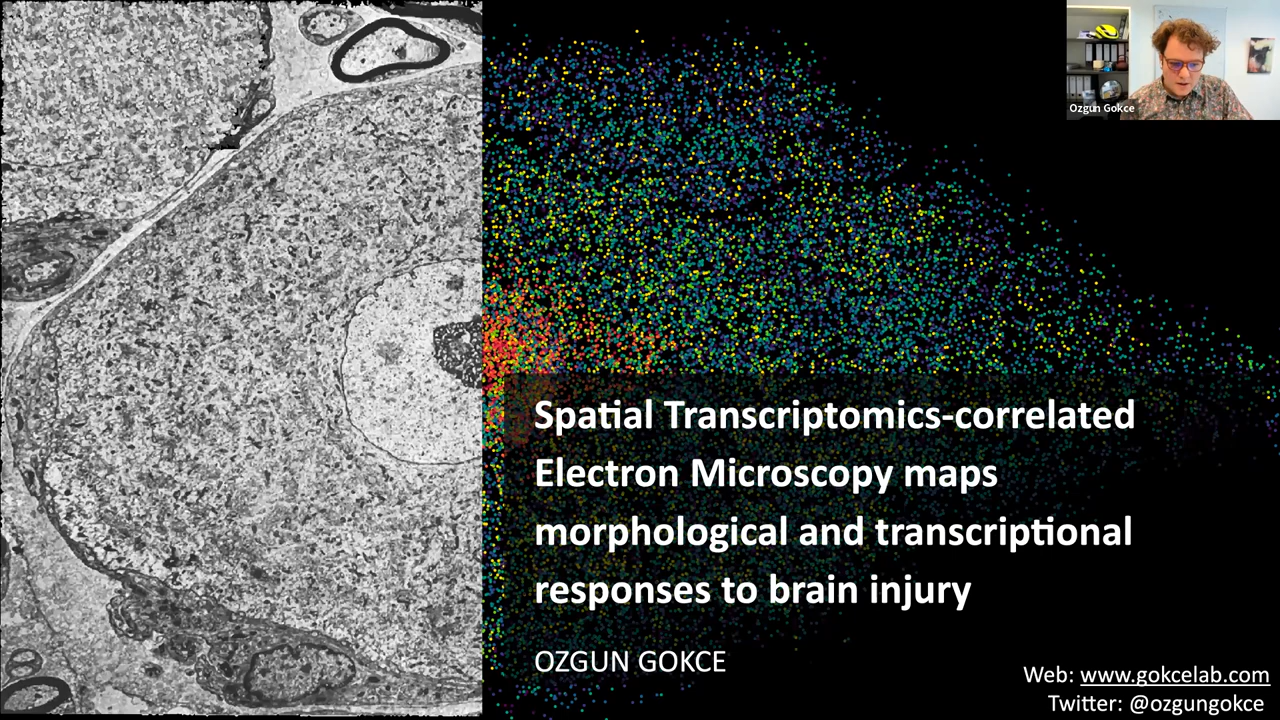 Ozgun Gokce
Spatial Transcriptomics-correlated
Electron Microscopy maps
morphological and transcriptional
responses to brain injury
OZGUN GOKCE
Web: www.gokcelab.com
Twitter: @ozgungokce